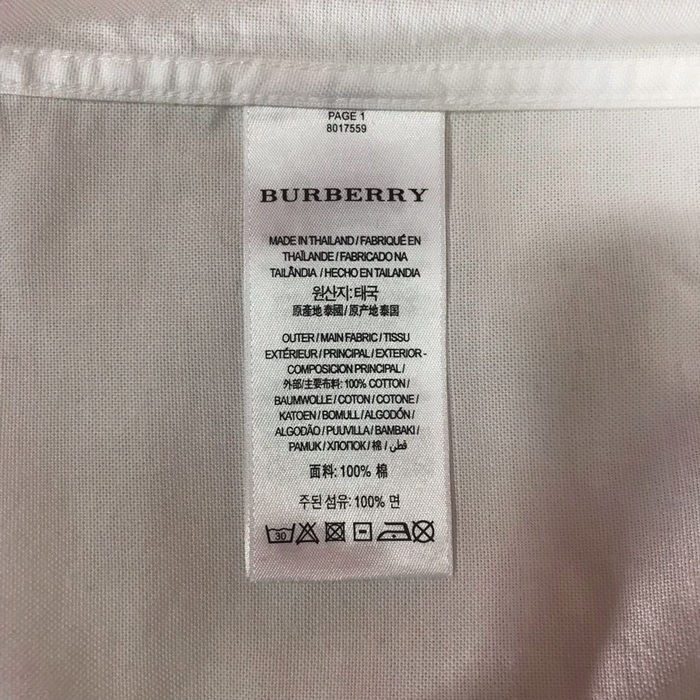 PAGE 1
8017559
BURBERRY
MADE IN THAILAND / FABRIQUÉ EN
THAÏLANDE / FABRICADO NA
TAILÂNDIA / HECHO EN TAILANDIA
원산지: 태국
原產地 泰國 / 原产地 泰国
OUTER / MAIN FABRIC / TISSU
EXTÉRIEUR / PRINCIPAL / EXTERIOR -
COMPOSICION PRINCIPAL /
外部/主要布料: 100% COTTON /
BAUMWOLLE / COTON / COTONE /
KATOEN / BOMULL / ALGODÓN /
ALGODÃO / PUUVILLA / BAMBAKI /
PAMUK / ХЛОПОК / 棉 / قطن
面料: 100% 棉
주된 섬유: 100% 면
30